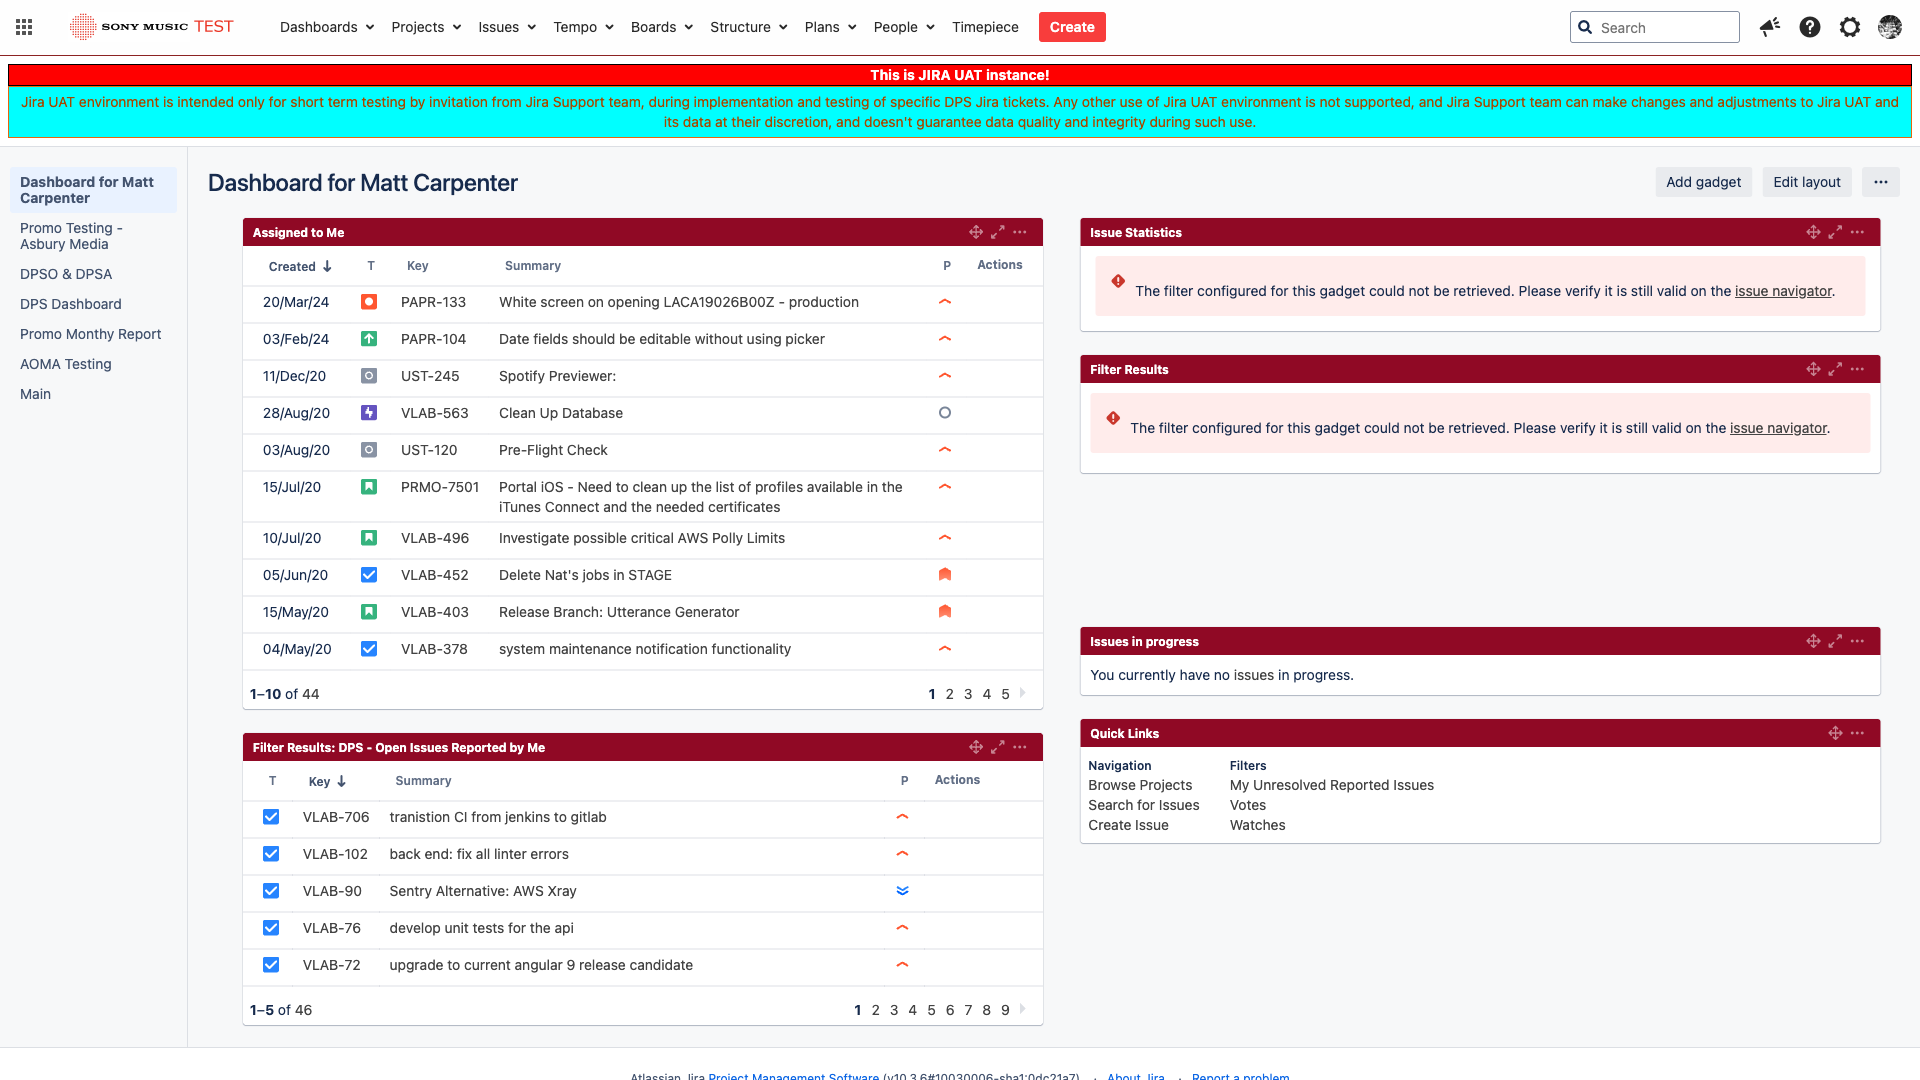 SONY MUSIC TEST
Dashboards Projects Issues Tempo Boards Structure Plans People Timepiece Create Search
This is JIRA UAT instance!
Jira UAT environment is intended only for short term testing by invitation from Jira Support team, during implementation and testing of specific DPS Jira tickets. Any other use of Jira UAT environment is not supported, and Jira Support team can make changes and adjustments to Jira UAT and
its data at their discretion, and doesn't guarantee data quality and integrity during such use.
Dashboard for Matt
Carpenter
Promo Testing -
Asbury Media
DPSO & DPSA
DPS Dashboard
Promo Monthy Report
AOMA Testing
Main
Dashboard for Matt Carpenter
Add gadget Edit layout
Assigned to Me
Created T Key Summary P Actions
20/Mar/24 PAPR-133 White screen on opening LACA19026B00Z - production
03/Feb/24 PAPR-104 Date fields should be editable without using picker
11/Dec/20 UST-245 Spotify Previewer:
28/Aug/20 VLAB-563 Clean Up Database
03/Aug/20 UST-120 Pre-Flight Check
15/Jul/20 PRMO-7501 Portal iOS - Need to clean up the list of profiles available in the
iTunes Connect and the needed certificates
10/Jul/20 VLAB-496 Investigate possible critical AWS Polly Limits
05/Jun/20 VLAB-452 Delete Nat's jobs in STAGE
15/May/20 VLAB-403 Release Branch: Utterance Generator
04/May/20 VLAB-378 system maintenance notification functionality
1–10 of 44 1 2 3 4 5
Filter Results: DPS - Open Issues Reported by Me
T Key Summary P Actions
VLAB-706 tranistion CI from jenkins to gitlab
VLAB-102 back end: fix all linter errors
VLAB-90 Sentry Alternative: AWS Xray
VLAB-76 develop unit tests for the api
VLAB-72 upgrade to current angular 9 release candidate
1–5 of 46 1 2 3 4 5 6 7 8 9
Issue Statistics
The filter configured for this gadget could not be retrieved. Please verify it is still valid on the issue navigator.
Filter Results
The filter configured for this gadget could not be retrieved. Please verify it is still valid on the issue navigator.
Issues in progress
You currently have no issues in progress.
Quick Links
Navigation Filters
Browse Projects My Unresolved Reported Issues
Search for Issues Votes
Create Issue Watches
Atlassian Jira Project Management Software (v10.3.6#10030006-sha1:0dc21a7) · About Jira · Report a problem